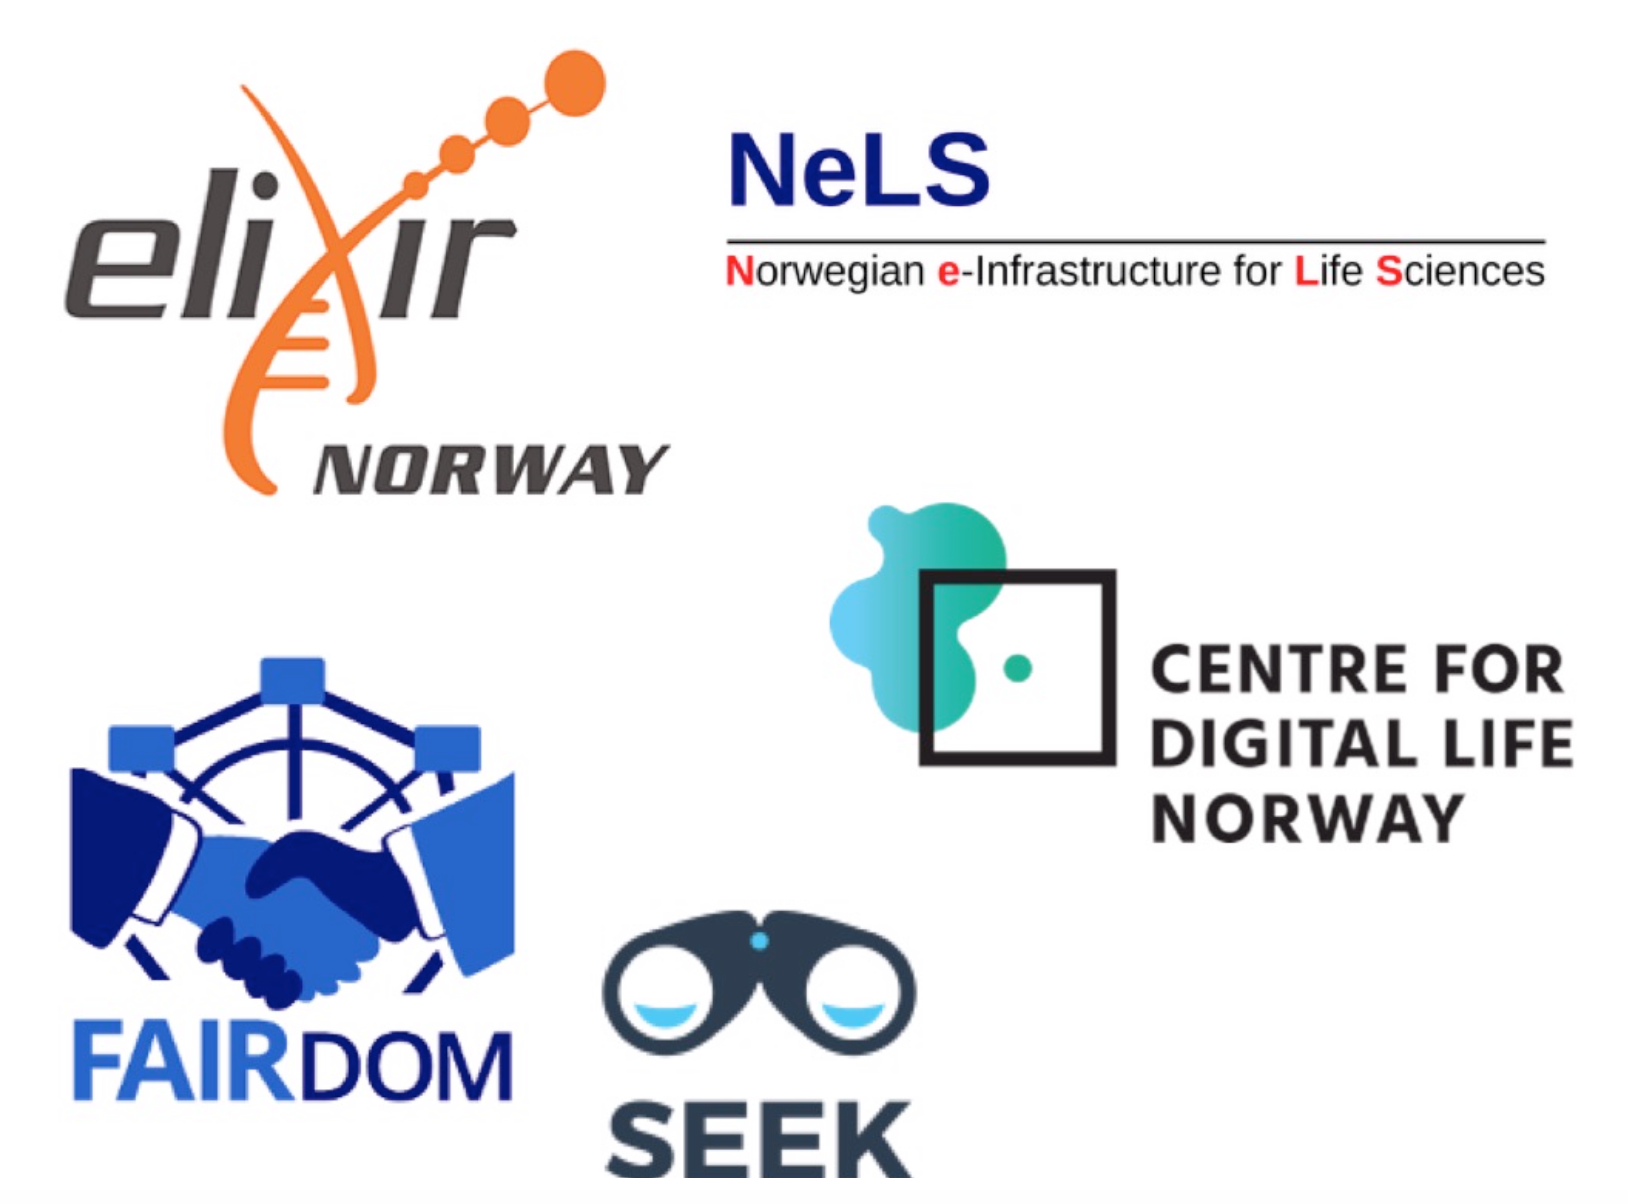 elixir
NORWAY
NeLS
Norwegian e-Infrastructure for Life Sciences
CENTRE FOR
DIGITAL LIFE
NORWAY
FAIRDOM
SEEK